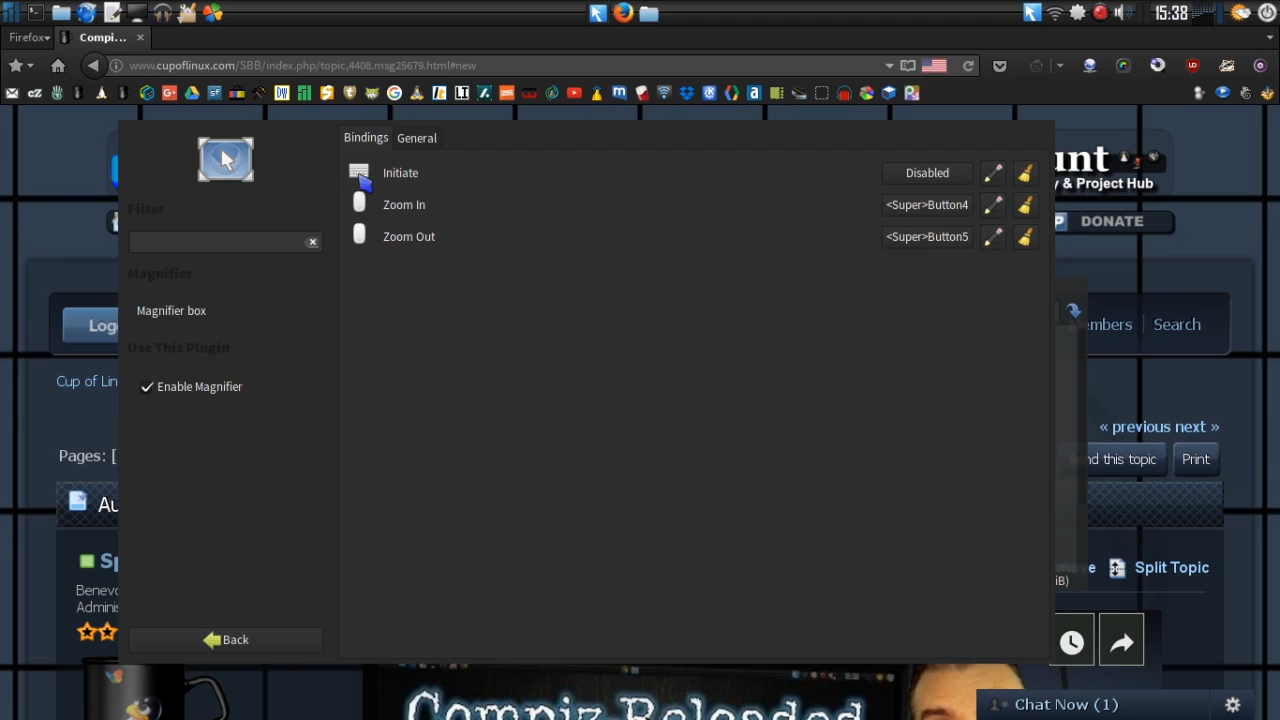 15:38
Firefox
Compi...
www.cupoflinux.com/SBB/index.php/topic,4408.msg25679.html#new
Bindings General
Initiate Disabled
Zoom In <Super>Button4
Zoom Out <Super>Button5
Filter
Magnifier
Magnifier box
Use This Plugin
Enable Magnifier
Back
unt
y & Project Hub
DONATE
Log
embers Search
Cup of Lin
« previous next »
Pages: [
nd this topic Print
Au
Sp
Split Topic
Benev
Adminis
iB)
Compiz Reloaded
Chat Now (1)